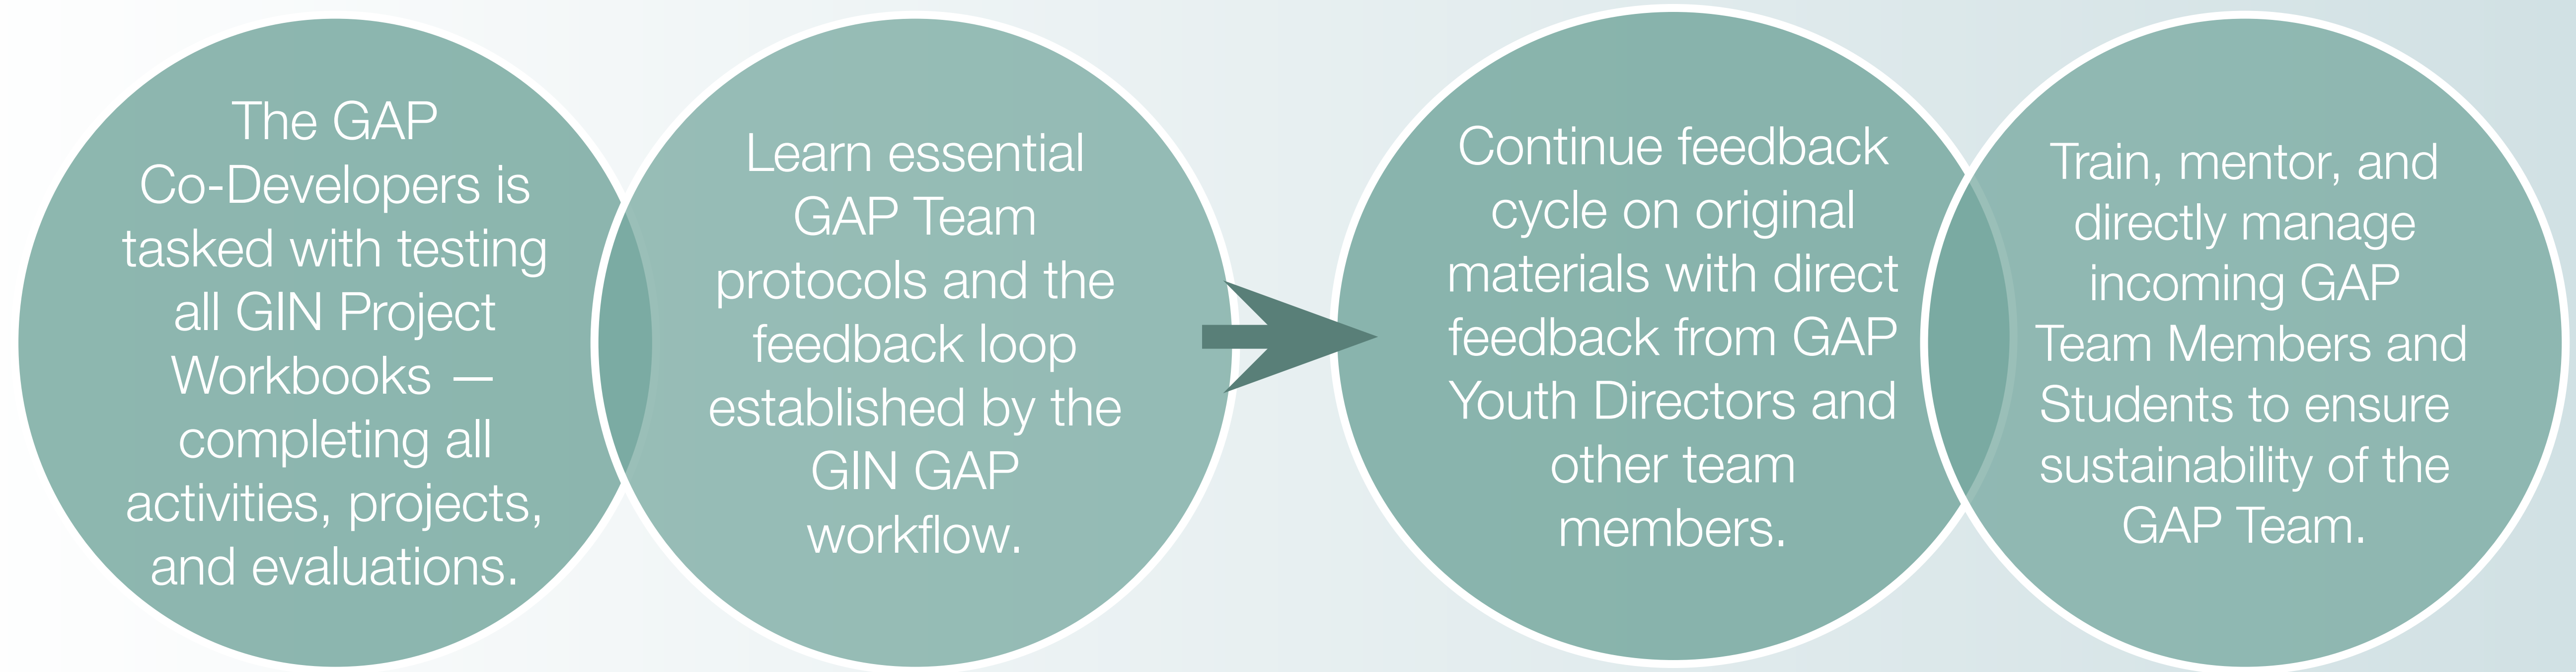 The GAP
Co-Developers is
tasked with testing
all GIN Project
Workbooks —
completing all
activities, projects,
and evaluations.
Learn essential
GAP Team
protocols and the
feedback loop
established by the
GIN GAP
workflow.
Continue feedback
cycle on original
materials with direct
feedback from GAP
Youth Directors and
other team
members.
Train, mentor, and
directly manage
incoming GAP
Team Members and
Students to ensure
sustainability of the
GAP Team.